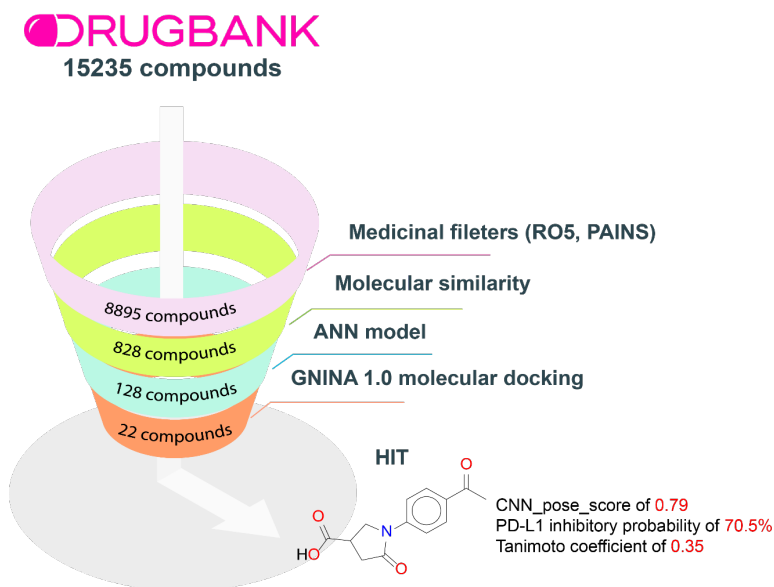 DRUGBANK
15235 compounds
Medicinal fileters (RO5, PAINS)
Molecular similarity
ANN model
GNINA 1.0 molecular docking
8895 compounds
828 compounds
128 compounds
22 compounds
HIT
O
O
N
HO
O
CNN_pose_score of 0.79
PD-L1 inhibitory probability of 70.5%
Tanimoto coefficient of 0.35